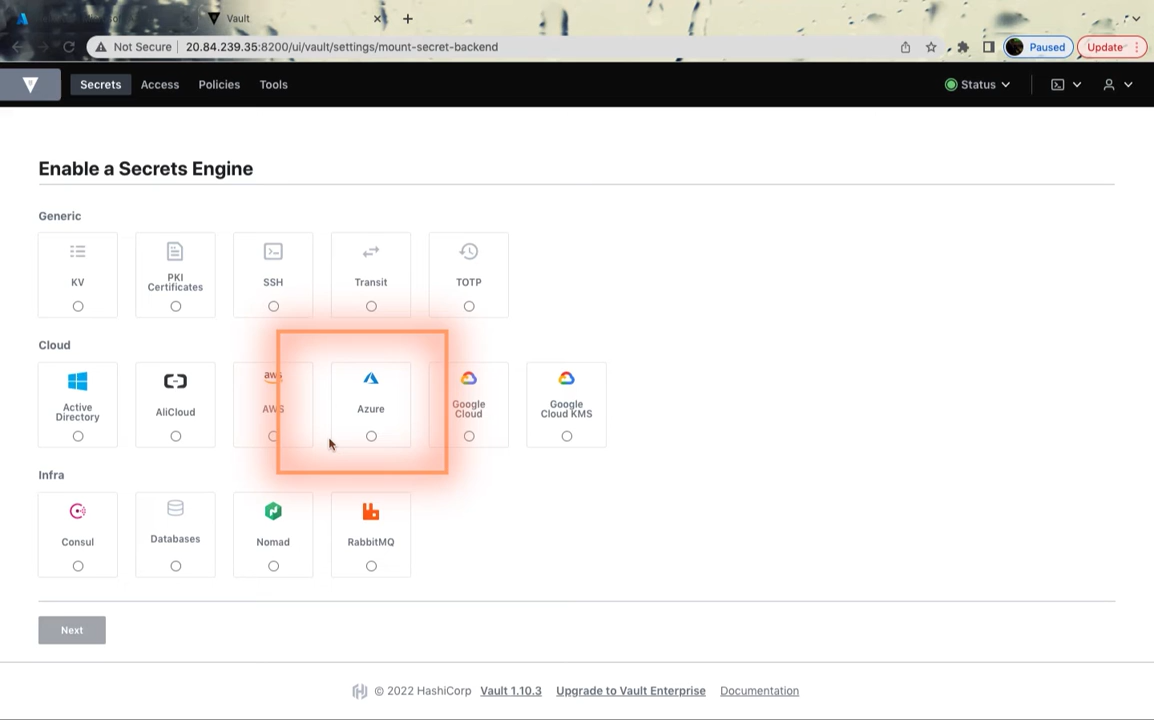 Vault
Not Secure 20.84.239.35:8200/ui/vault/settings/mount-secret-backend Paused Update
Secrets Access Policies Tools Status
Enable a Secrets Engine
Generic
KV
PKI
Certificates
SSH
Transit
TOTP
Cloud
Active
Directory
AliCloud
aws
AWS
Azure
Google
Cloud
Google
Cloud KMS
Infra
Consul
Databases
Nomad
RabbitMQ
Next
© 2022 HashiCorp Vault 1.10.3 Upgrade to Vault Enterprise Documentation